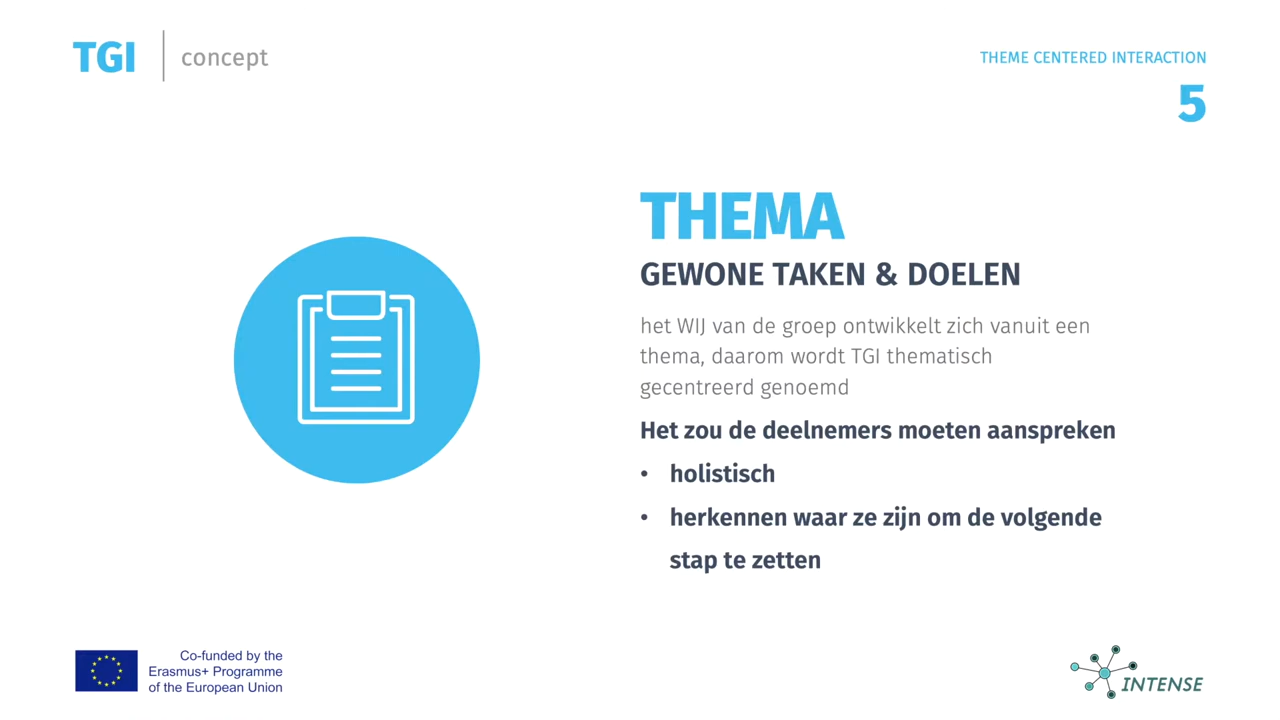 TGI
concept
THEME CENTERED INTERACTION
5
THEMA
GEWONE TAKEN & DOELEN
het WIJ van de groep ontwikkelt zich vanuit een
thema, daarom wordt TGI thematisch
gecentreerd genoemd
Het zou de deelnemers moeten aanspreken
• holistisch
• herkennen waar ze zijn om de volgende
stap te zetten
Co-funded by the
Erasmus+ Programme
of the European Union
INTENSE